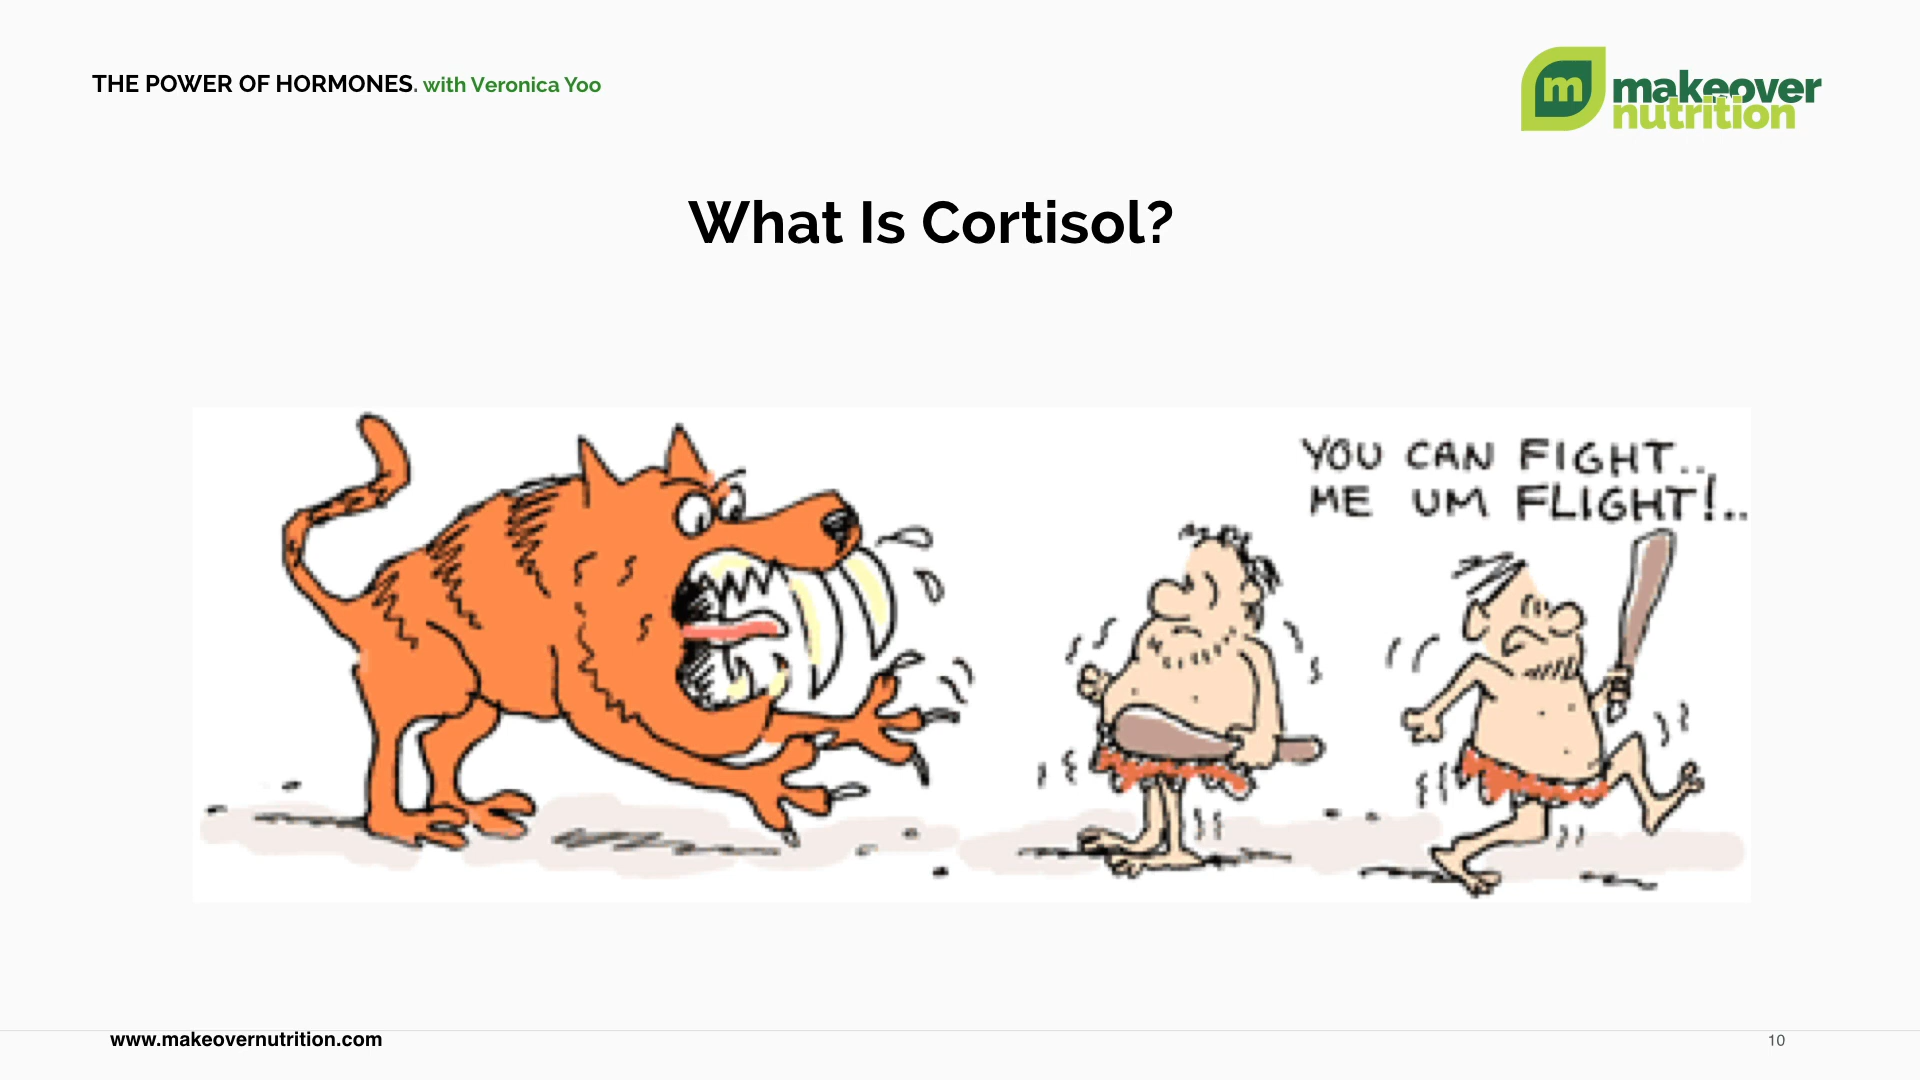 THE POWER OF HORMONES. with Veronica Yoo
m makeover
nutrition
What Is Cortisol?
YOU CAN FIGHT..
ME UM FLIGHT!..
www.makeovernutrition.com
10